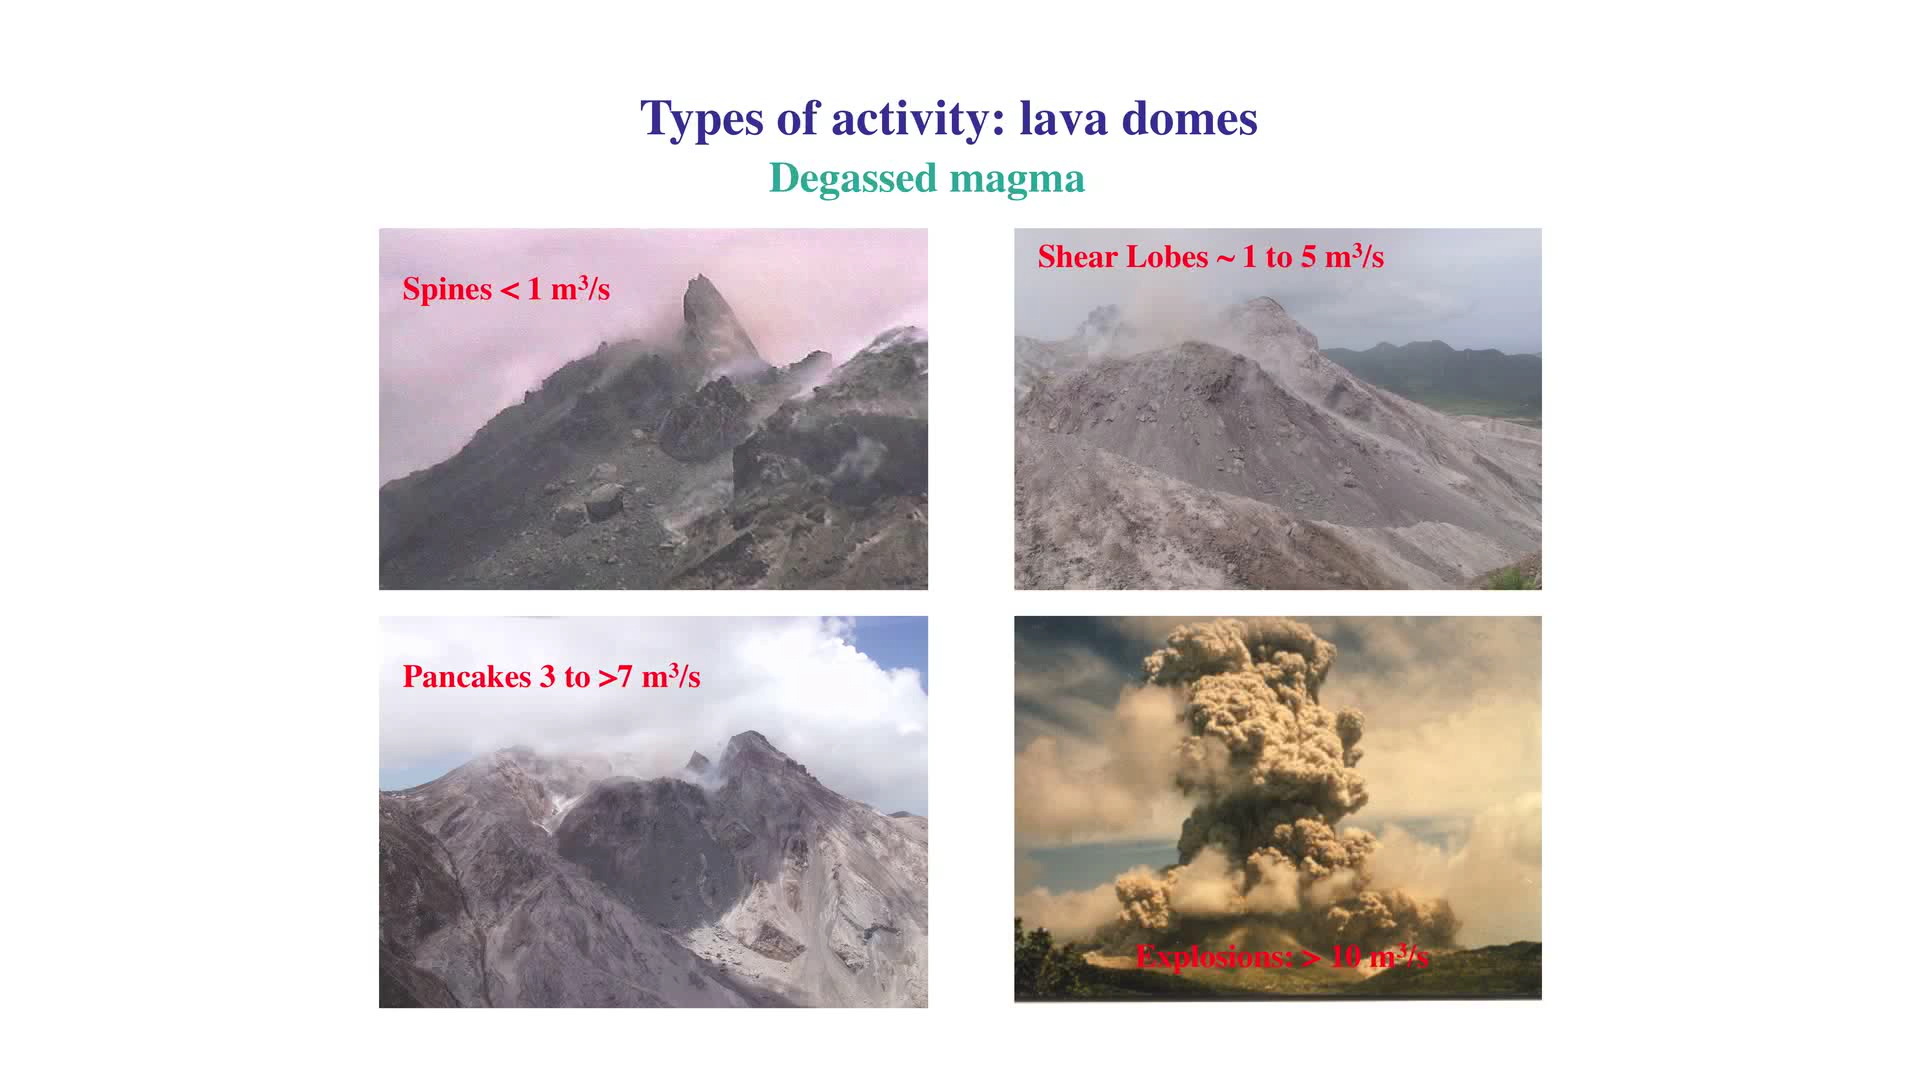 Types of activity: lava domes
Degassed magma
Spines < 1 m³/s
Shear Lobes ~ 1 to 5 m³/s
Pancakes 3 to >7 m³/s
Explosions: > 10 m³/s